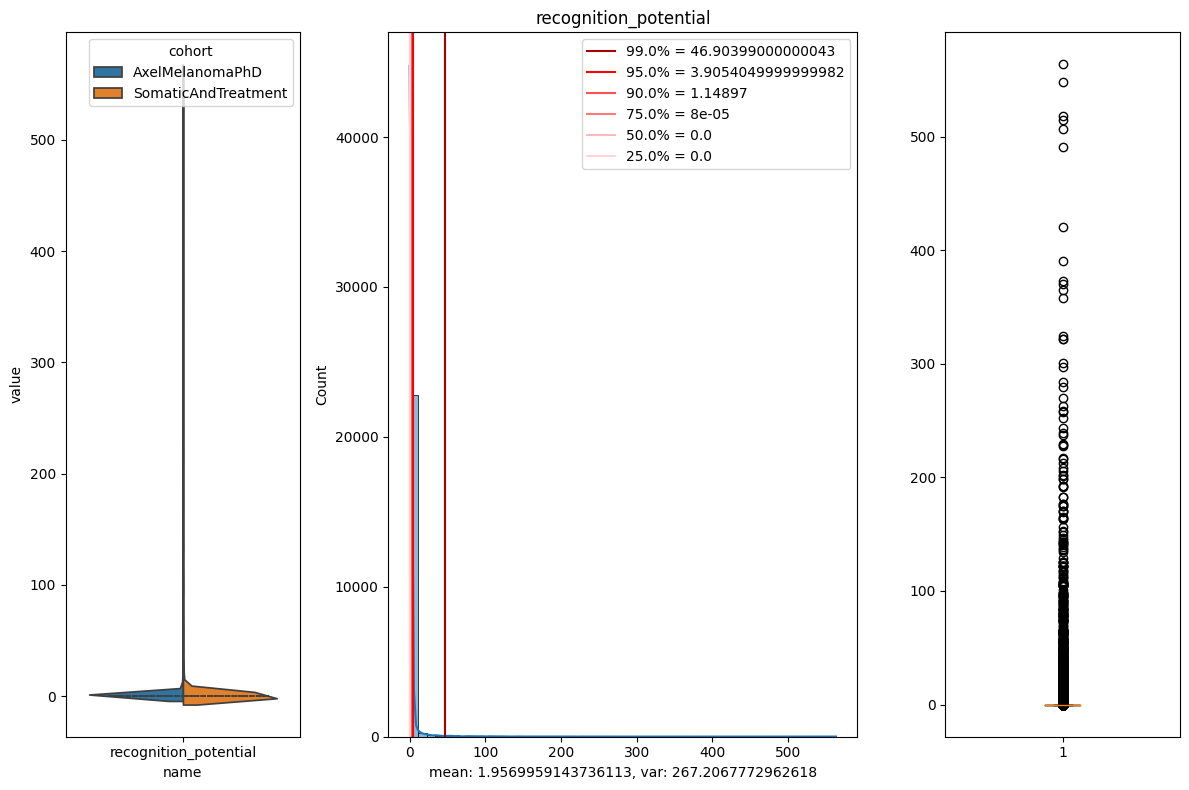 cohort
AxelMelanomaPhD
SomaticAndTreatment
500
400
300
200
100
0
value
recognition_potential
name
recognition_potential
99.0% = 46.90399000000043
95.0% = 3.9054049999999982
90.0% = 1.14897
75.0% = 8e-05
50.0% = 0.0
25.0% = 0.0
40000
30000
20000
10000
0
Count
0 100 200 300 400 500
mean: 1.9569959143736113, var: 267.2067772962618
500
400
300
200
100
0
1